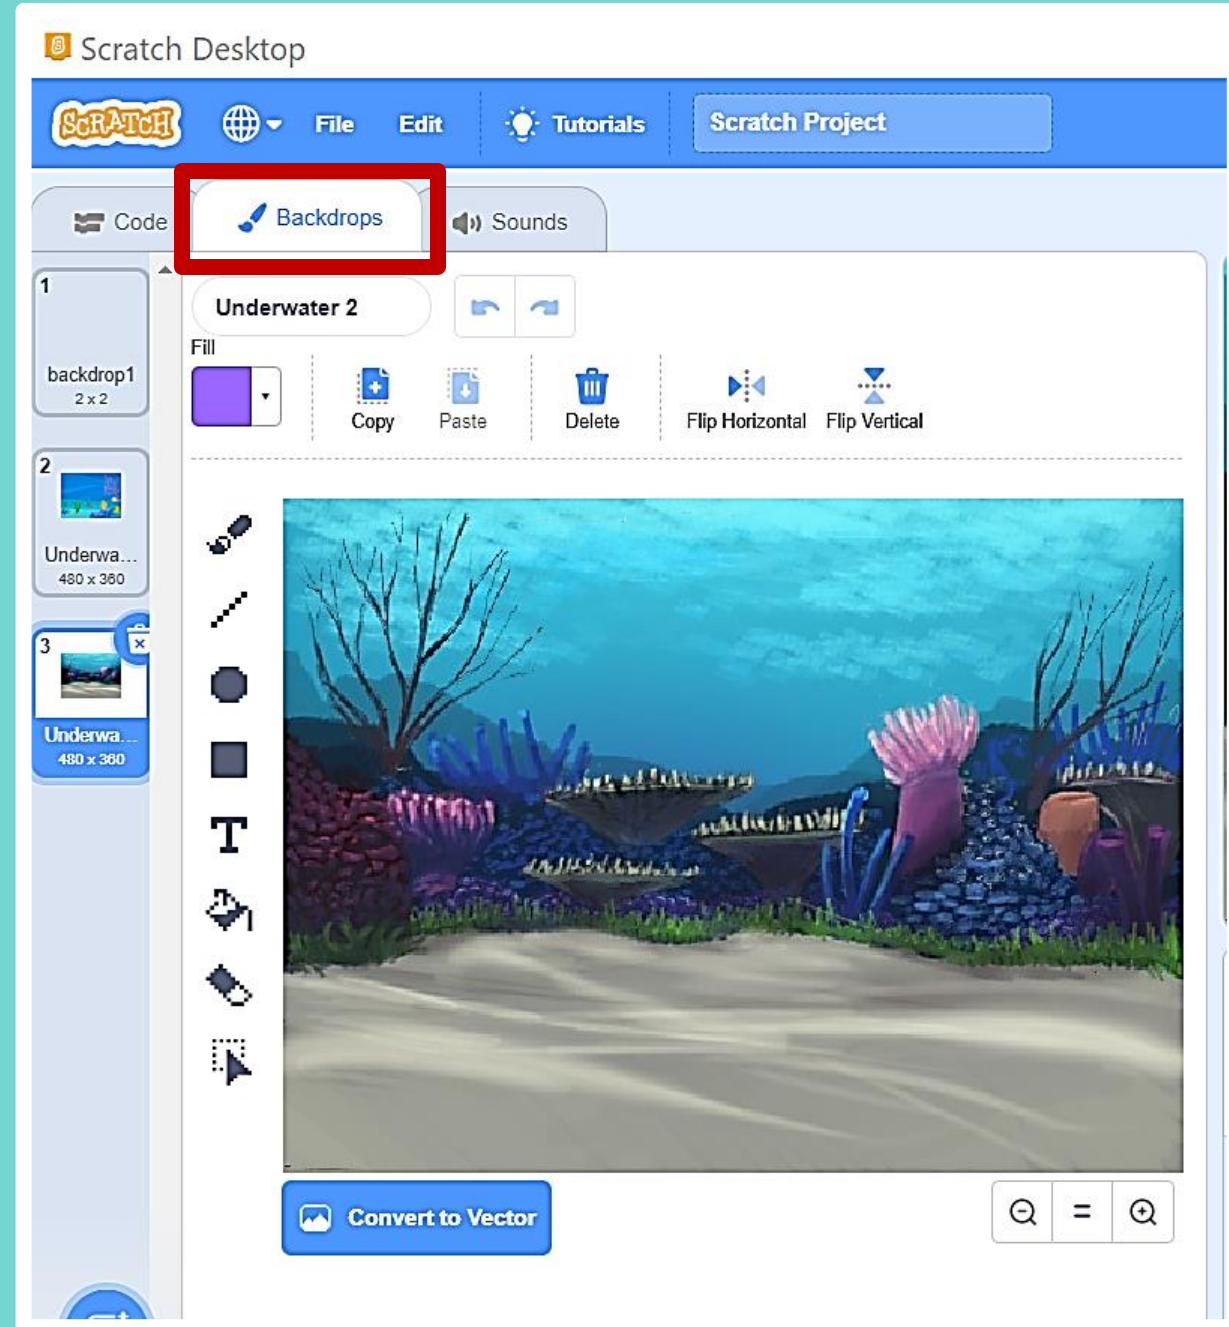 Scratch Desktop
SCRATCH File Edit Tutorials Scratch Project
Code Backdrops Sounds
1
backdrop1
2 x 2
2
Underwa...
480 x 360
3
Underwa...
480 x 360
Underwater 2
Fill
Copy Paste Delete Flip Horizontal Flip Vertical
T
Convert to Vector